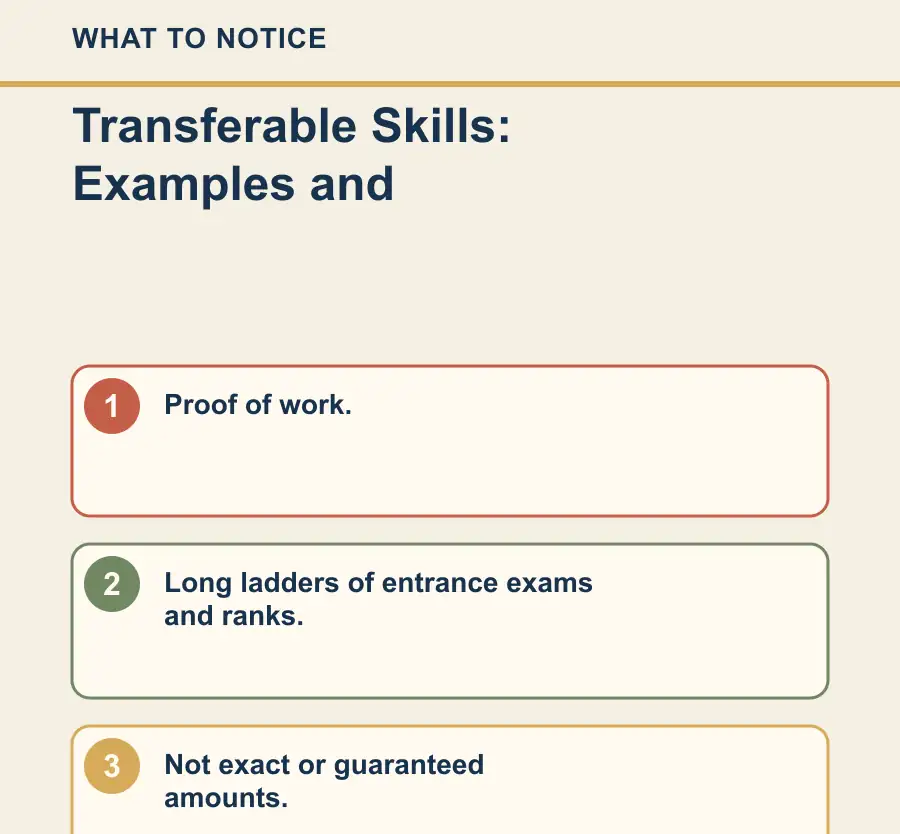 WHAT TO NOTICE
Transferable Skills:
Examples and
1
Proof of work.
2
Long ladders of entrance exams
and ranks.
3
Not exact or guaranteed
amounts.